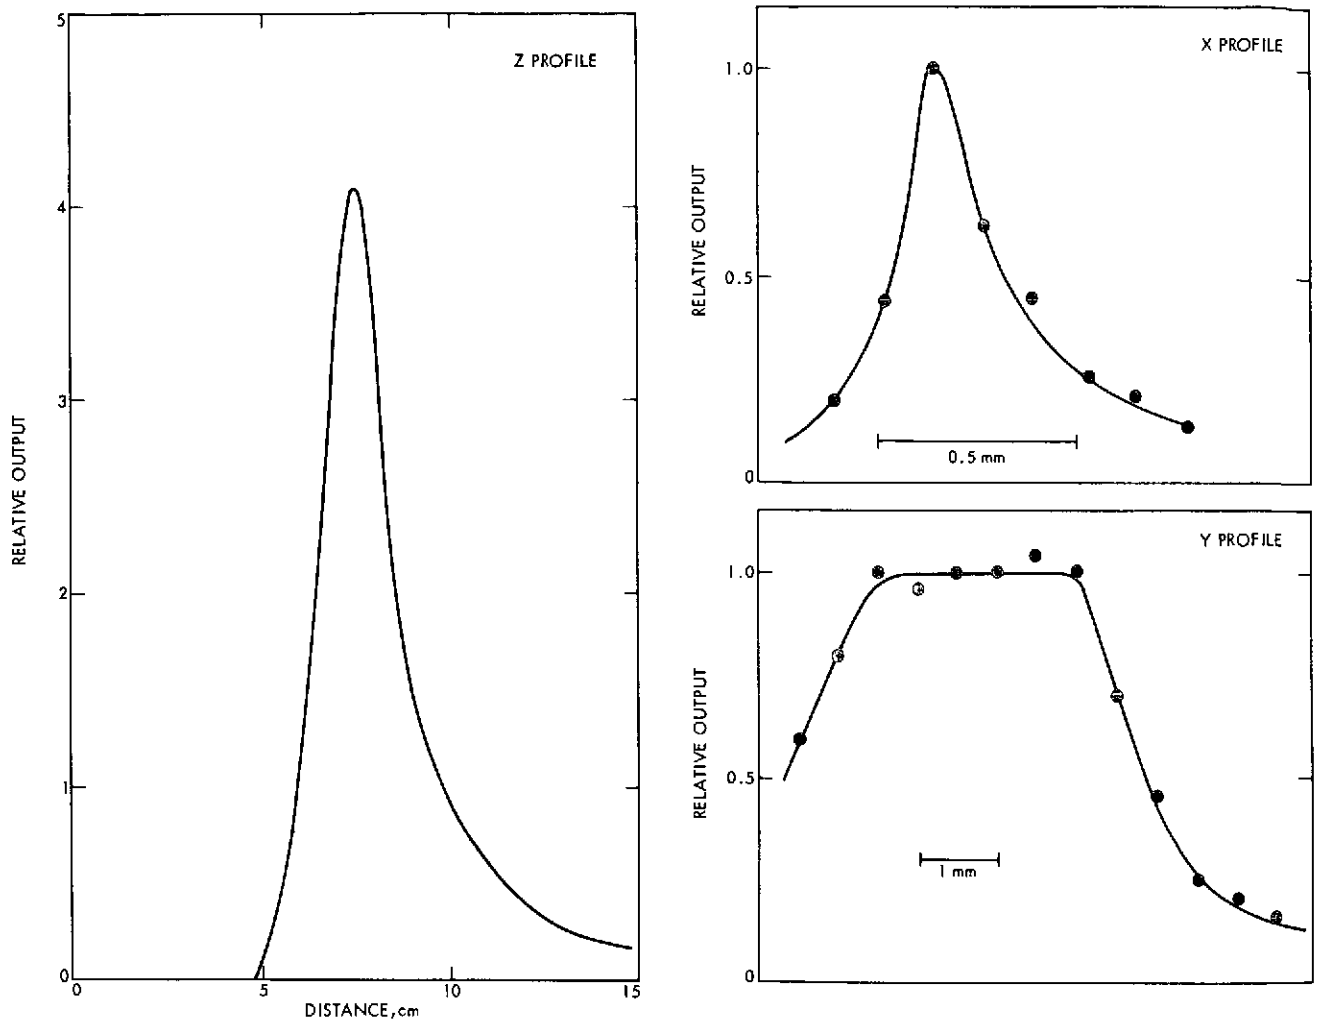 Z PROFILE
5
4
3
2
1
0
RELATIVE OUTPUT
0
5
10
15
DISTANCE, cm
X PROFILE
1.0
0.5
0
RELATIVE OUTPUT
0.5 mm
Y PROFILE
1.0
0.5
0
RELATIVE OUTPUT
1 mm